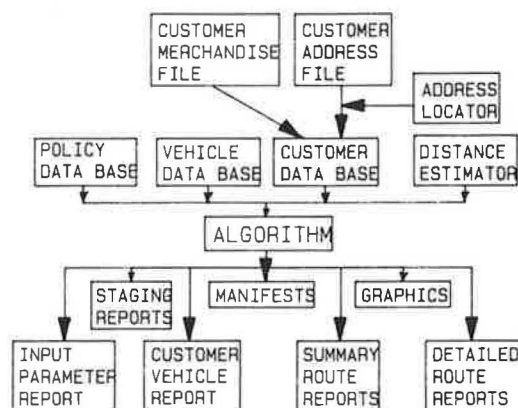 CUSTOMER
MERCHANDISE
FILE
CUSTOMER
ADDRESS
FILE
ADDRESS
LOCATOR
POLICY
DATA BASE
VEHICLE
DATA BASE
CUSTOMER
DATA BASE
DISTANCE
ESTIMATOR
ALGORITHM
STAGING
REPORTS
MANIFESTS
GRAPHICS
INPUT
PARAMETER
REPORT
CUSTOMER
VEHICLE
REPORT
SUMMARY
ROUTE
REPORTS
DETAILED
ROUTE
REPORTS